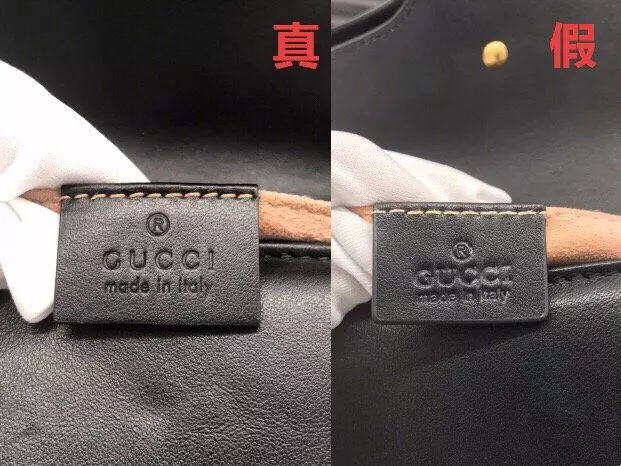 真
®
GUCCI
made in italy
假
®
GUCCI
made in italy